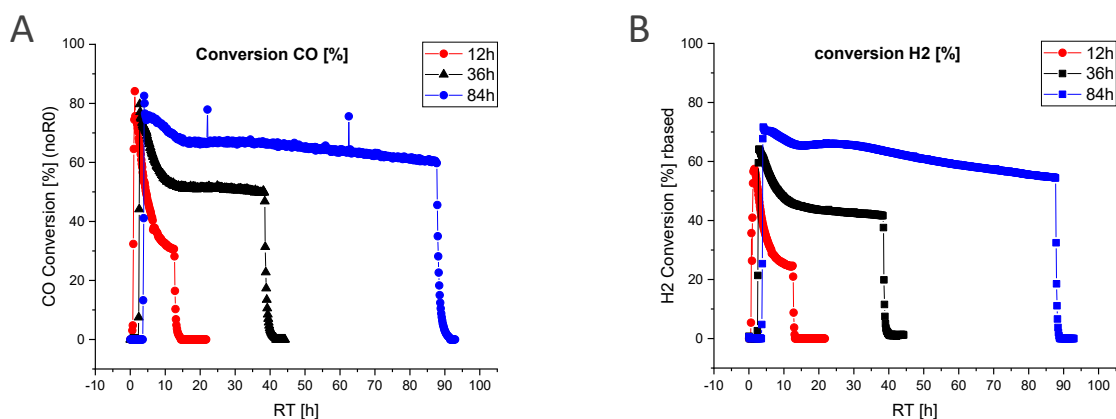 A
Conversion CO [%]
12h
36h
84h
CO Conversion [%] (noR0)
100
80
60
40
20
0
-10 0 10 20 30 40 50 60 70 80 90 100
RT [h]
B
conversion H2 [%]
12h
36h
84h
H2 Conversion [%] rbased
100
80
60
40
20
0
-10 0 10 20 30 40 50 60 70 80 90 100
RT [h]